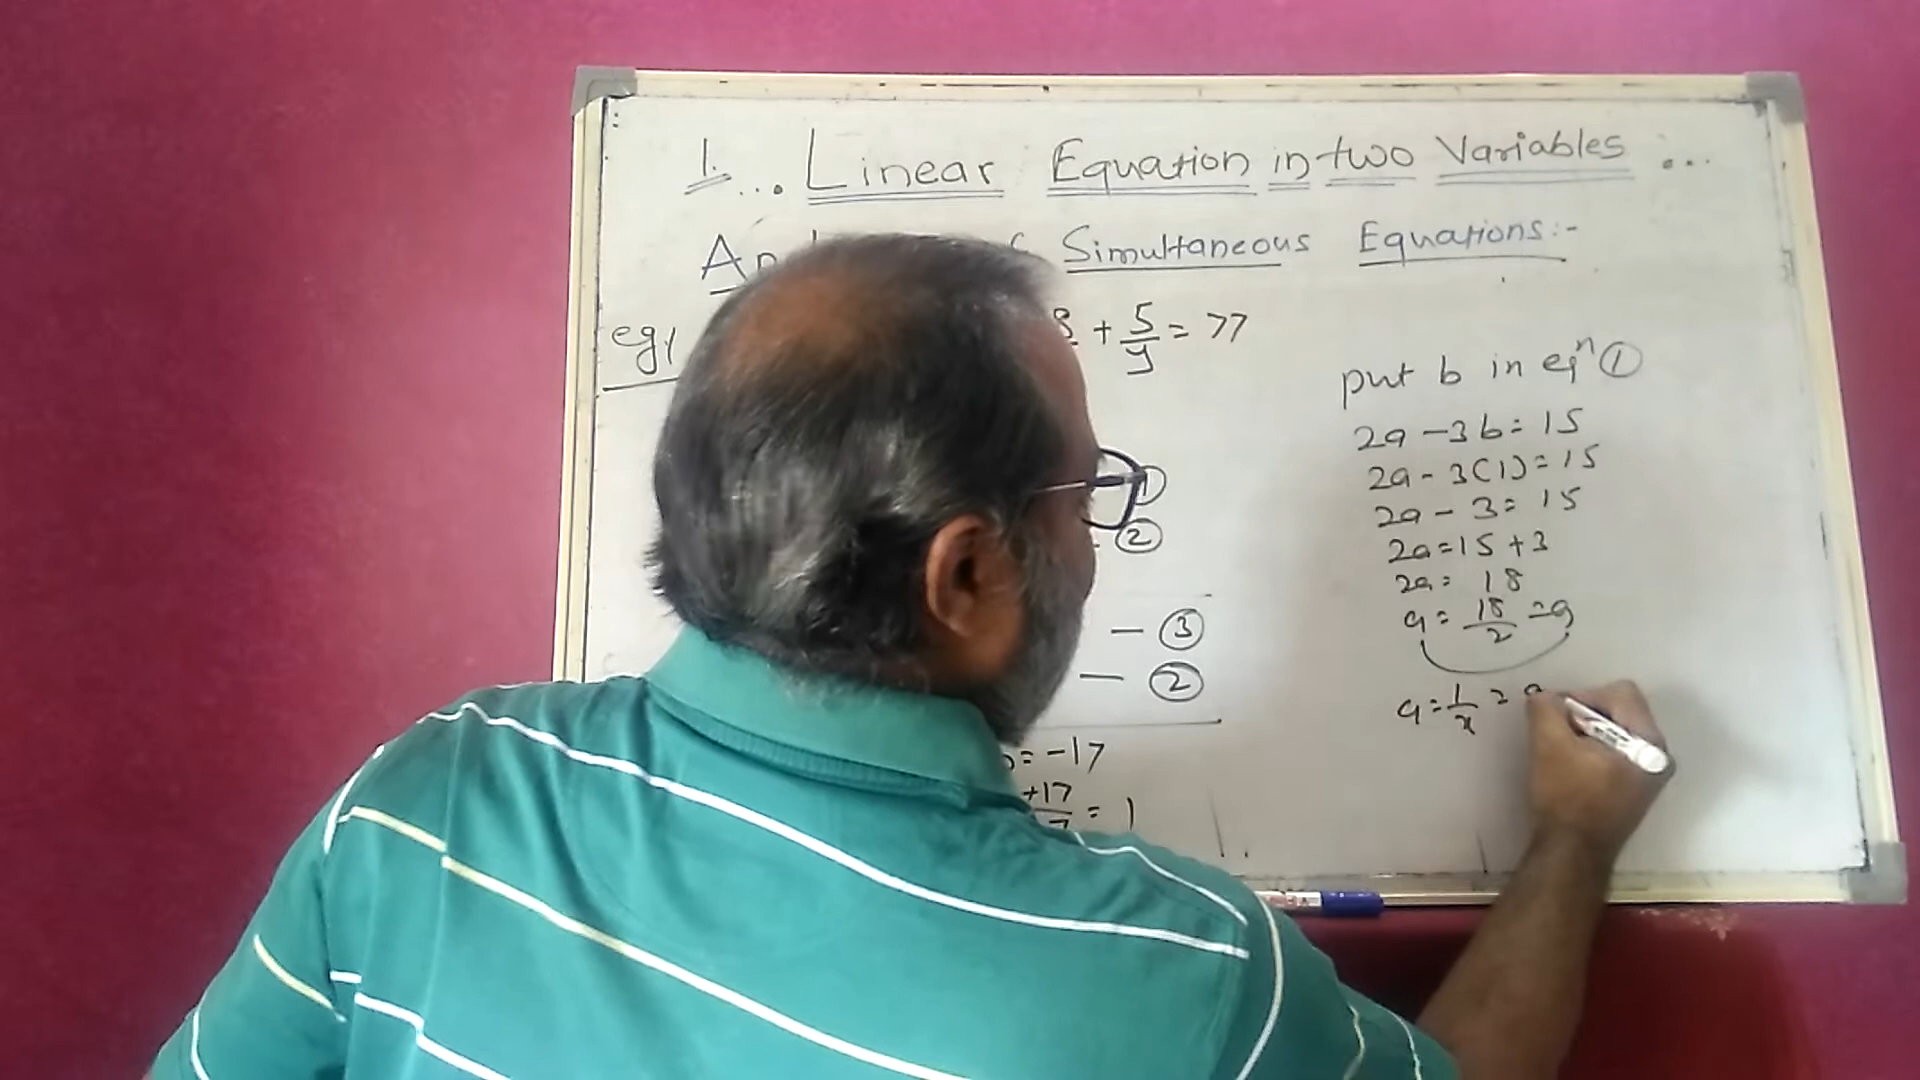 1. ... Linear Equation in two Variables ...
Simultaneous Equations:-
eg1
+ 5/y = 77
①
②
— ③
— ②
= -17
+17/ = 1
put b in eqⁿ ①
2a - 3b = 15
2a - 3(1) = 15
2a - 3 = 15
2a = 15 + 3
2a = 18
a = 18/2 = 9
a = 1/x =